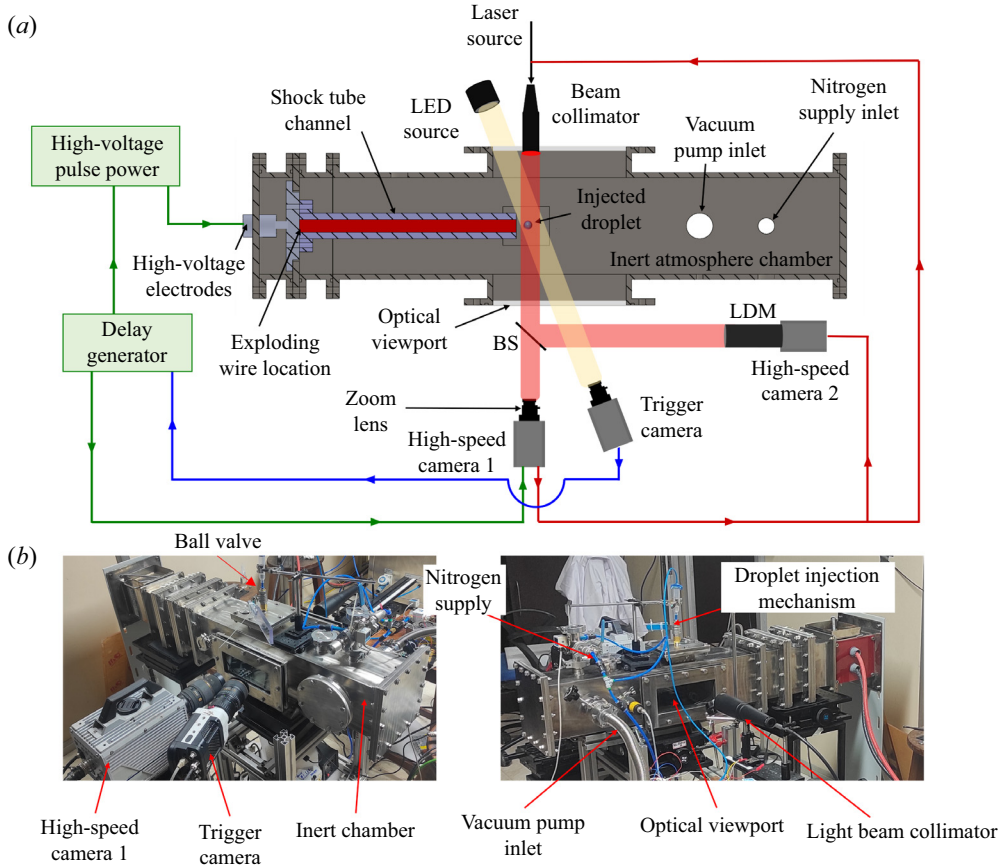 (a)
Laser
source
LED
source
Beam
collimator
Nitrogen
supply inlet
Shock tube
channel
Vacuum
pump inlet
High-voltage
pulse power
Injected
droplet
High-voltage
electrodes
Inert atmosphere chamber
Optical
viewport
LDM
BS
Delay
generator
Exploding
wire location
High-speed
camera 2
Zoom
lens
Trigger
camera
High-speed
camera 1
(b)
Ball valve
Nitrogen
supply
Droplet injection
mechanism
High-speed
camera 1
Trigger
camera
Inert chamber
Vacuum pump
inlet
Optical viewport
Light beam collimator